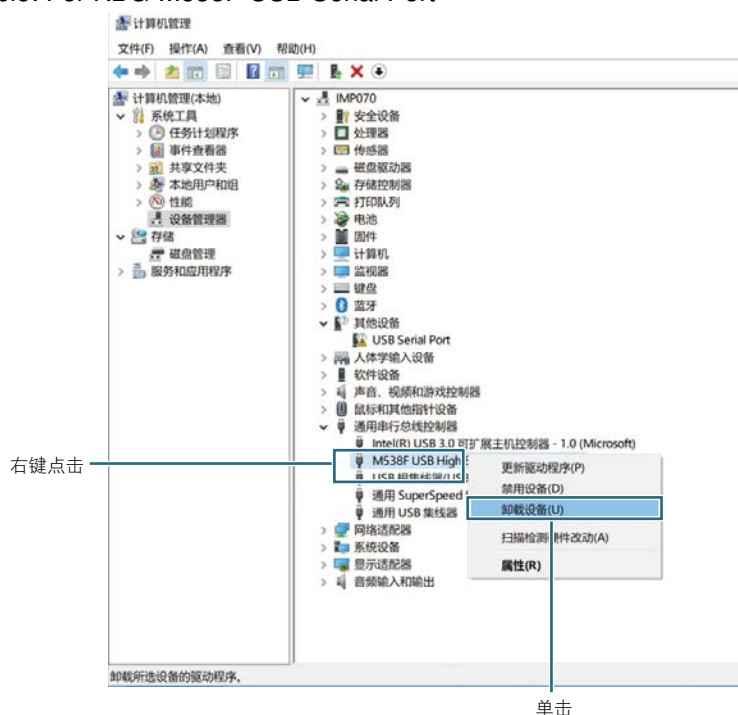 计算机管理
文件(F) 操作(A) 查看(V) 帮助(H)
计算机管理(本地)
系统工具
任务计划程序
事件查看器
共享文件夹
本地用户和组
性能
设备管理器
存储
磁盘管理
服务和应用程序
IMP070
安全设备
处理器
传感器
磁盘驱动器
存储控制器
打印队列
电池
固件
计算机
监视器
键盘
蓝牙
其他设备
USB Serial Port
人体学输入设备
软件设备
声音、视频和游戏控制器
鼠标和其他指针设备
通用串行总线控制器
Intel(R) USB 3.0 可扩展主机控制器 - 1.0 (Microsoft)
M538F USB High
USB 根集线器(US
通用 SuperSpeed
通用 USB 集线器
网络适配器
系统设备
显示适配器
音频输入和输出
更新驱动程序(P)
禁用设备(D)
卸载设备(U)
扫描检测硬件改动(A)
属性(R)
右键点击
卸载所选设备的驱动程序。
单击